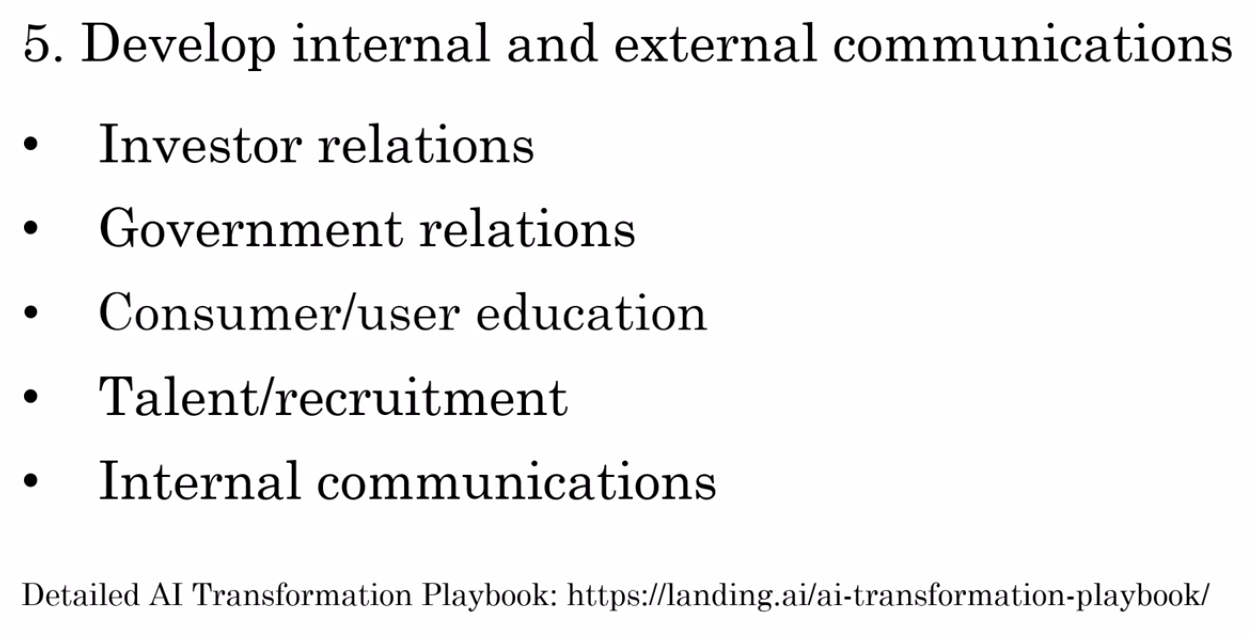 5. Develop internal and external communications
• Investor relations
• Government relations
• Consumer/user education
• Talent/recruitment
• Internal communications
Detailed AI Transformation Playbook: https://landing.ai/ai-transformation-playbook/